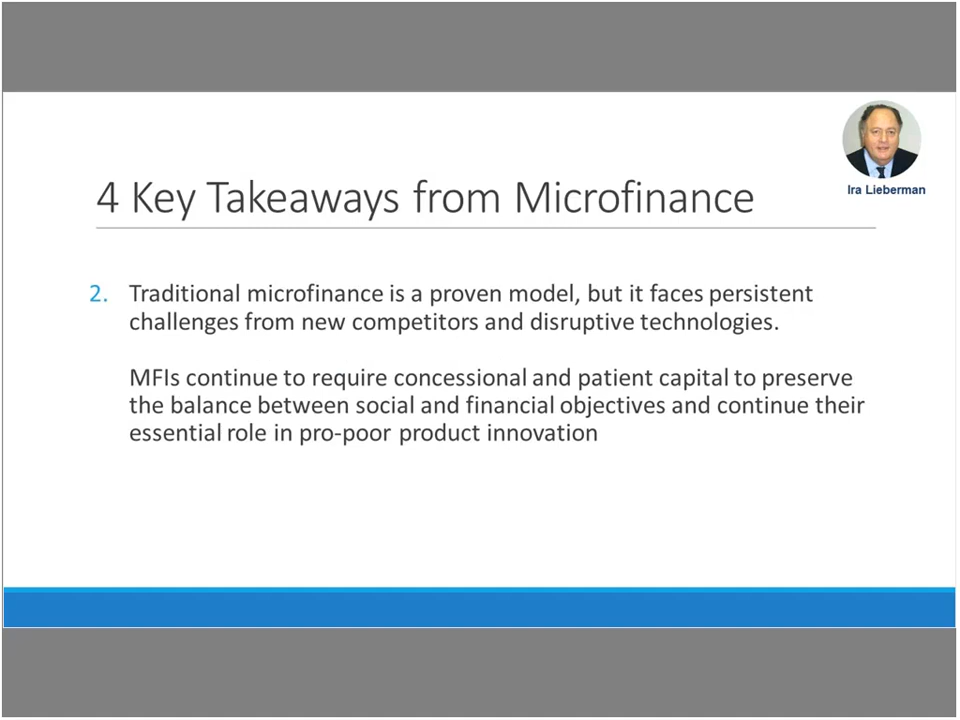 Ira Lieberman
4 Key Takeaways from Microfinance
2. Traditional microfinance is a proven model, but it faces persistent
challenges from new competitors and disruptive technologies.
MFIs continue to require concessional and patient capital to preserve
the balance between social and financial objectives and continue their
essential role in pro-poor product innovation